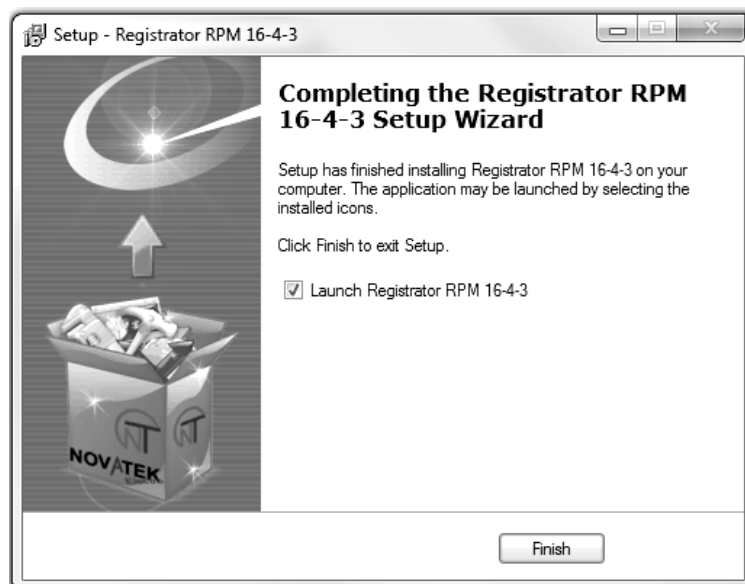 Setup - Registrator RPM 16-4-3
Completing the Registrator RPM
16-4-3 Setup Wizard
Setup has finished installing Registrator RPM 16-4-3 on your
computer. The application may be launched by selecting the
installed icons.
Click Finish to exit Setup.
Launch Registrator RPM 16-4-3
NT
NT
NOVATEK
Finish